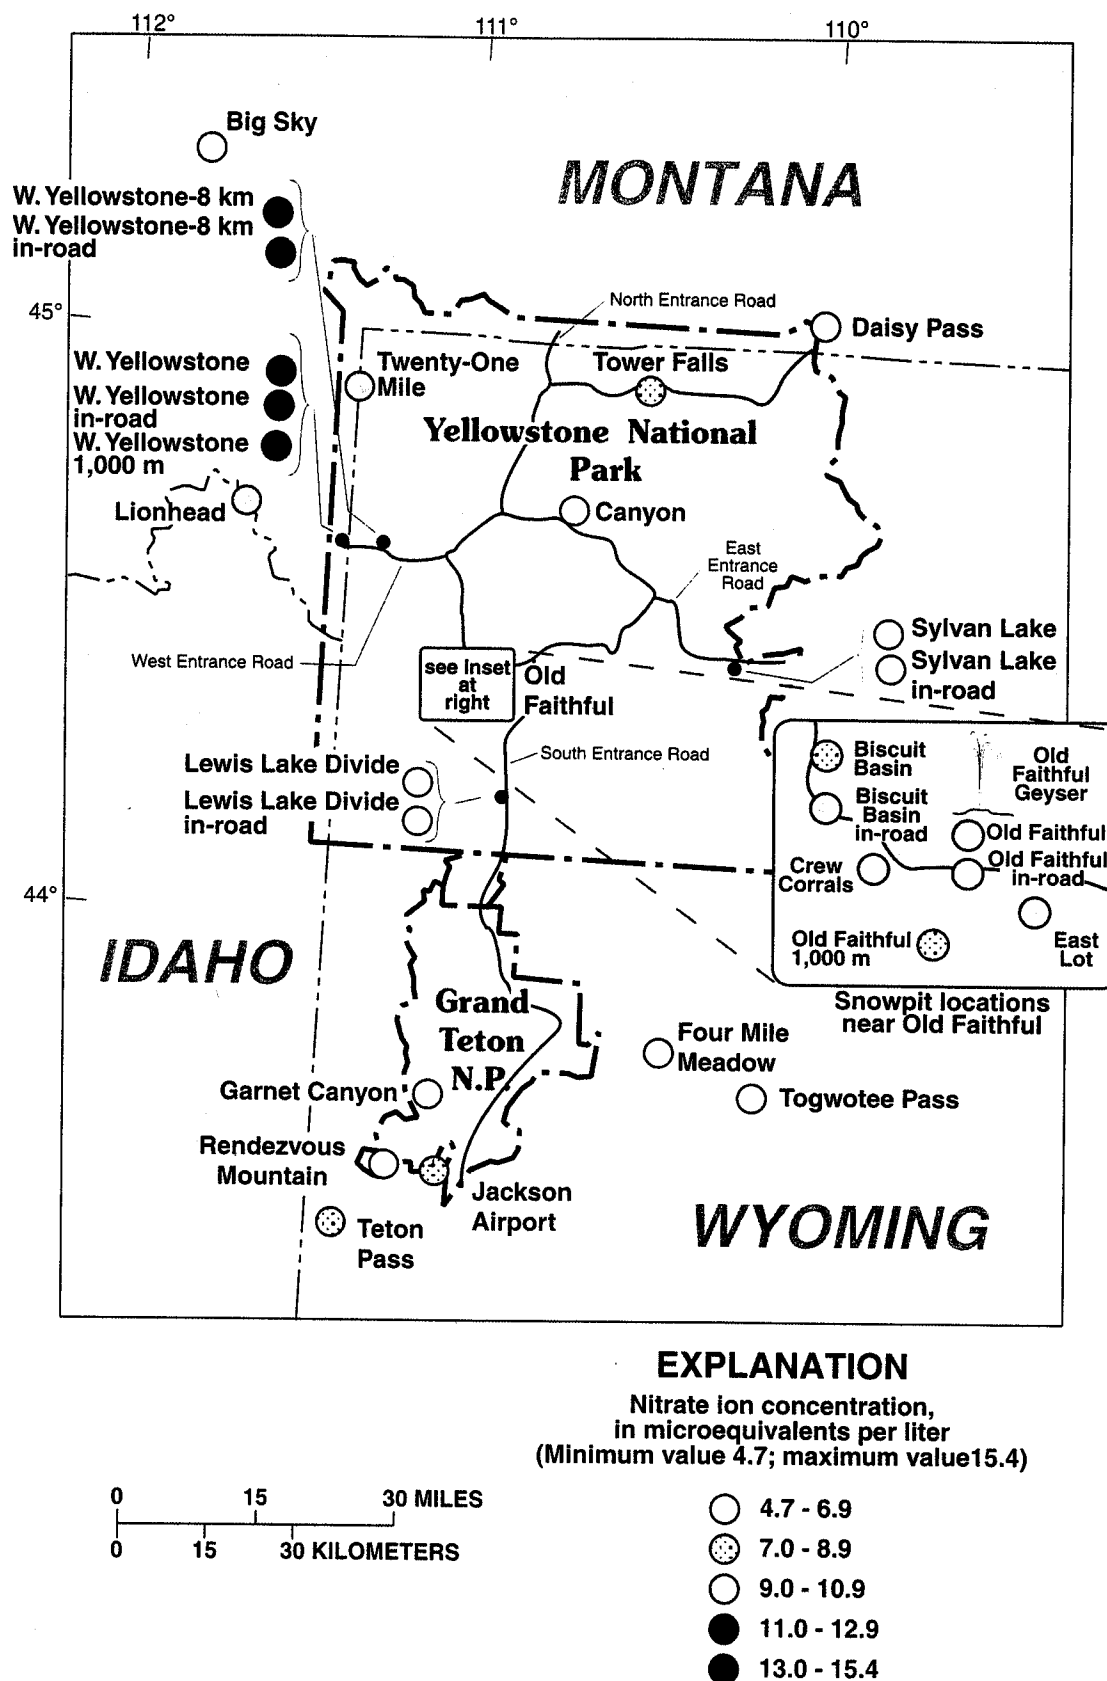 112°
111°
110°
Big Sky
MONTANA
W. Yellowstone-8 km
W. Yellowstone-8 km
in-road
North Entrance Road
45°
Daisy Pass
W. Yellowstone
W. Yellowstone
in-road
W. Yellowstone
1,000 m
Twenty-One
Mile
Tower Falls
Yellowstone National
Park
Lionhead
Canyon
East
Entrance
Road
West Entrance Road
Sylvan Lake
Sylvan Lake
in-road
see Inset
at
right
Old
Faithful
South Entrance Road
Lewis Lake Divide
Lewis Lake Divide
in-road
Biscuit
Basin
Old
Faithful
Geyser
Biscuit
Basin
in-road
Old Faithful
Old Faithful
in-road
Crew
Corrals
East
Lot
Old Faithful
1,000 m
Snowpit locations
near Old Faithful
44°
IDAHO
Grand
Teton
N.P.
Four Mile
Meadow
Garnet Canyon
Togwotee Pass
Rendezvous
Mountain
Jackson
Airport
Teton
Pass
WYOMING
EXPLANATION
Nitrate ion concentration,
in microequivalents per liter
(Minimum value 4.7; maximum value15.4)
0 15 30 MILES
0 15 30 KILOMETERS
4.7 - 6.9
7.0 - 8.9
9.0 - 10.9
11.0 - 12.9
13.0 - 15.4